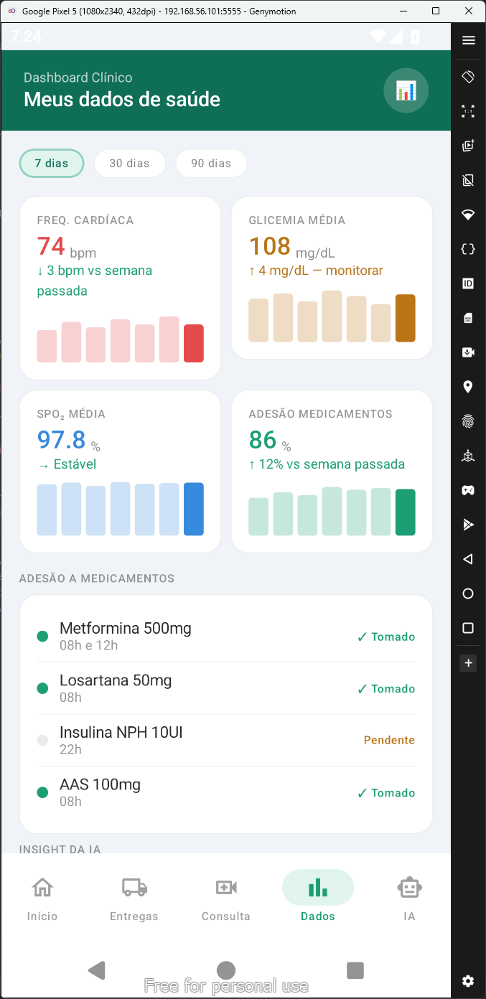 Google Pixel 5 (1080x2340, 432dpi) - 192.168.56.101:5555 - Genymotion
7:24
Dashboard Clínico
Meus dados de saúde
7 dias
30 dias
90 dias
FREQ. CARDÍACA
74 bpm
↓ 3 bpm vs semana
passada
GLICEMIA MÉDIA
108 mg/dL
↑ 4 mg/dL — monitorar
SPO₂ MÉDIA
97.8 %
→ Estável
ADESÃO MEDICAMENTOS
86 %
↑ 12% vs semana passada
ADESÃO A MEDICAMENTOS
Metformina 500mg
08h e 12h
✓ Tomado
Losartana 50mg
08h
✓ Tomado
Insulina NPH 10UI
22h
Pendente
AAS 100mg
08h
✓ Tomado
INSIGHT DA IA
Início
Entregas
Consulta
Dados
IA
Free for personal use
1:1
ID